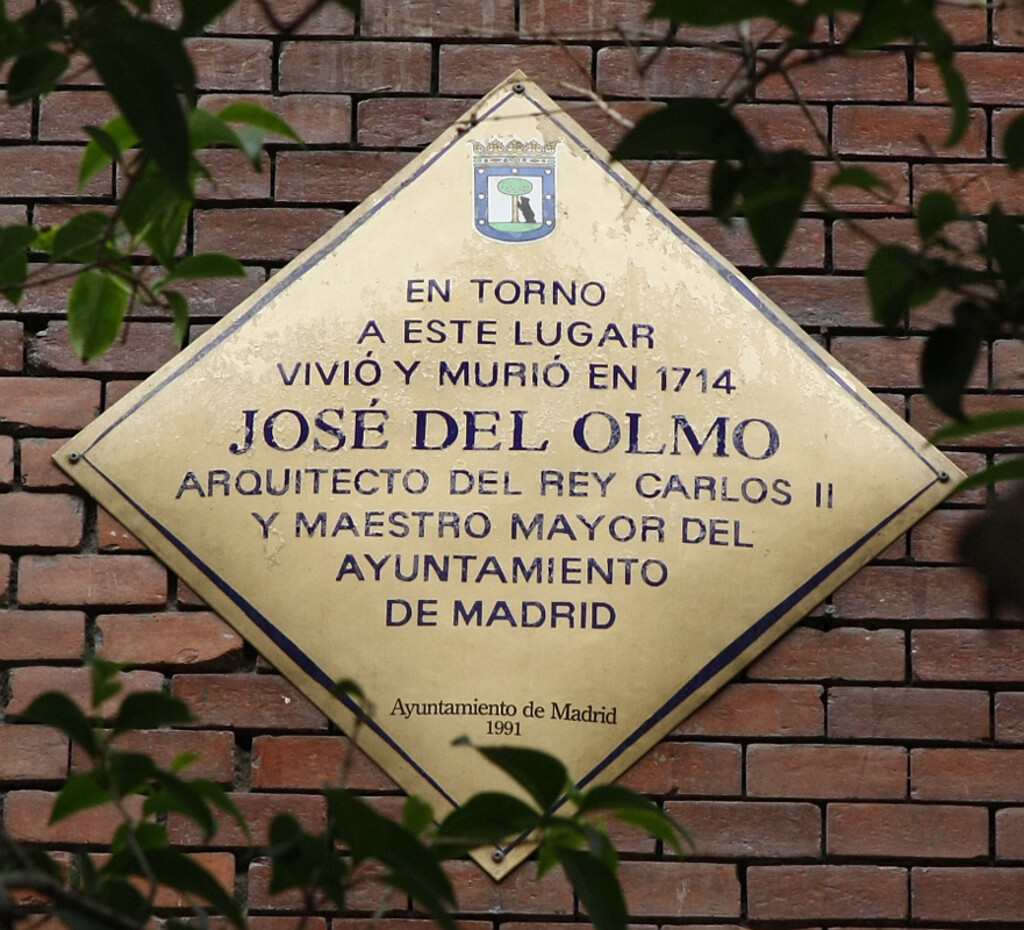 EN TORNO
A ESTE LUGAR
VIVIÓ Y MURIÓ EN 1714
JOSÉ DEL OLMO
ARQUITECTO DEL REY CARLOS II
Y MAESTRO MAYOR DEL
AYUNTAMIENTO
DE MADRID
Ayuntamiento de Madrid
1991